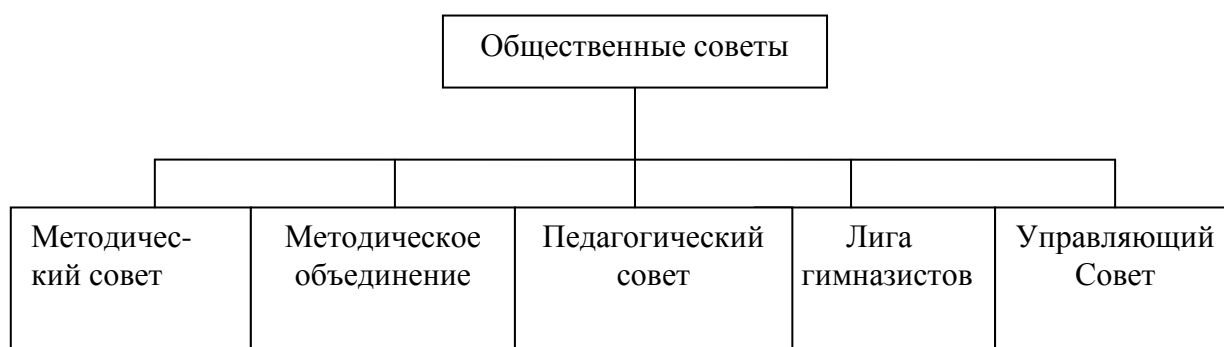 Общественные советы
Методичес-
кий совет
Методическое
объединение
Педагогический
совет
Лига
гимназистов
Управляющий
Совет